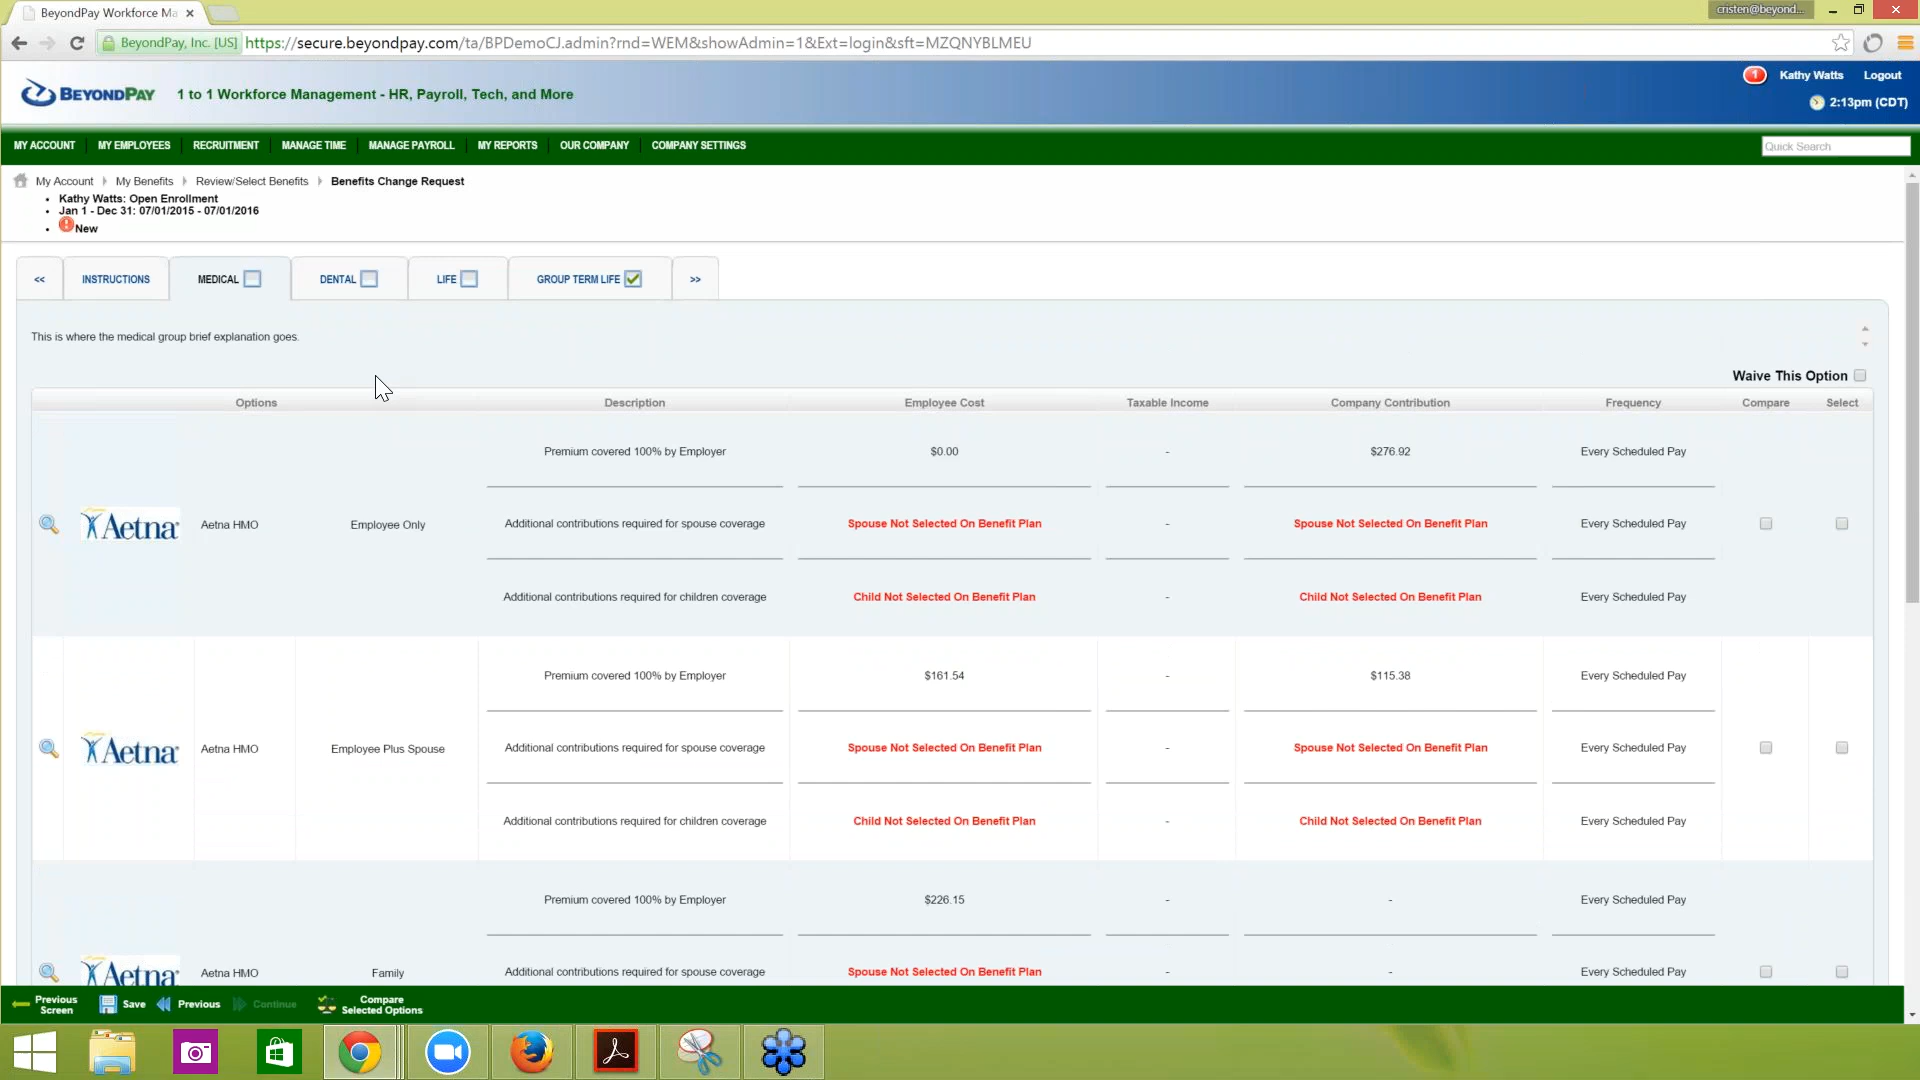 BeyondPay Workforce Ma
cristen@beyond...
BeyondPay, Inc. [US]
https://secure.beyondpay.com/ta/BPDemoCJ.admin?rnd=WEM&showAdmin=1&Ext=login&sft=MZQNYBLMEU
BEYONDPAY
1 to 1 Workforce Management - HR, Payroll, Tech, and More
1 Kathy Watts Logout
2:13pm (CDT)
MY ACCOUNT MY EMPLOYEES RECRUITMENT MANAGE TIME MANAGE PAYROLL MY REPORTS OUR COMPANY COMPANY SETTINGS Quick Search
My Account My Benefits Review/Select Benefits Benefits Change Request
Kathy Watts: Open Enrollment
Jan 1 - Dec 31: 07/01/2015 - 07/01/2016
New
<< INSTRUCTIONS MEDICAL DENTAL LIFE GROUP TERM LIFE >>
This is where the medical group brief explanation goes.
Waive This Option
Options Description Employee Cost Taxable Income Company Contribution Frequency Compare Select
Premium covered 100% by Employer $0.00 - $276.92 Every Scheduled Pay
Aetna Aetna HMO Employee Only Additional contributions required for spouse coverage Spouse Not Selected On Benefit Plan - Spouse Not Selected On Benefit Plan Every Scheduled Pay
Additional contributions required for children coverage Child Not Selected On Benefit Plan - Child Not Selected On Benefit Plan Every Scheduled Pay
Premium covered 100% by Employer $161.54 - $115.38 Every Scheduled Pay
Aetna Aetna HMO Employee Plus Spouse Additional contributions required for spouse coverage Spouse Not Selected On Benefit Plan - Spouse Not Selected On Benefit Plan Every Scheduled Pay
Additional contributions required for children coverage Child Not Selected On Benefit Plan - Child Not Selected On Benefit Plan Every Scheduled Pay
Premium covered 100% by Employer $226.15 - - Every Scheduled Pay
Aetna Aetna HMO Family Additional contributions required for spouse coverage Spouse Not Selected On Benefit Plan - - Every Scheduled Pay
Previous Screen Save Previous Continue Compare Selected Options